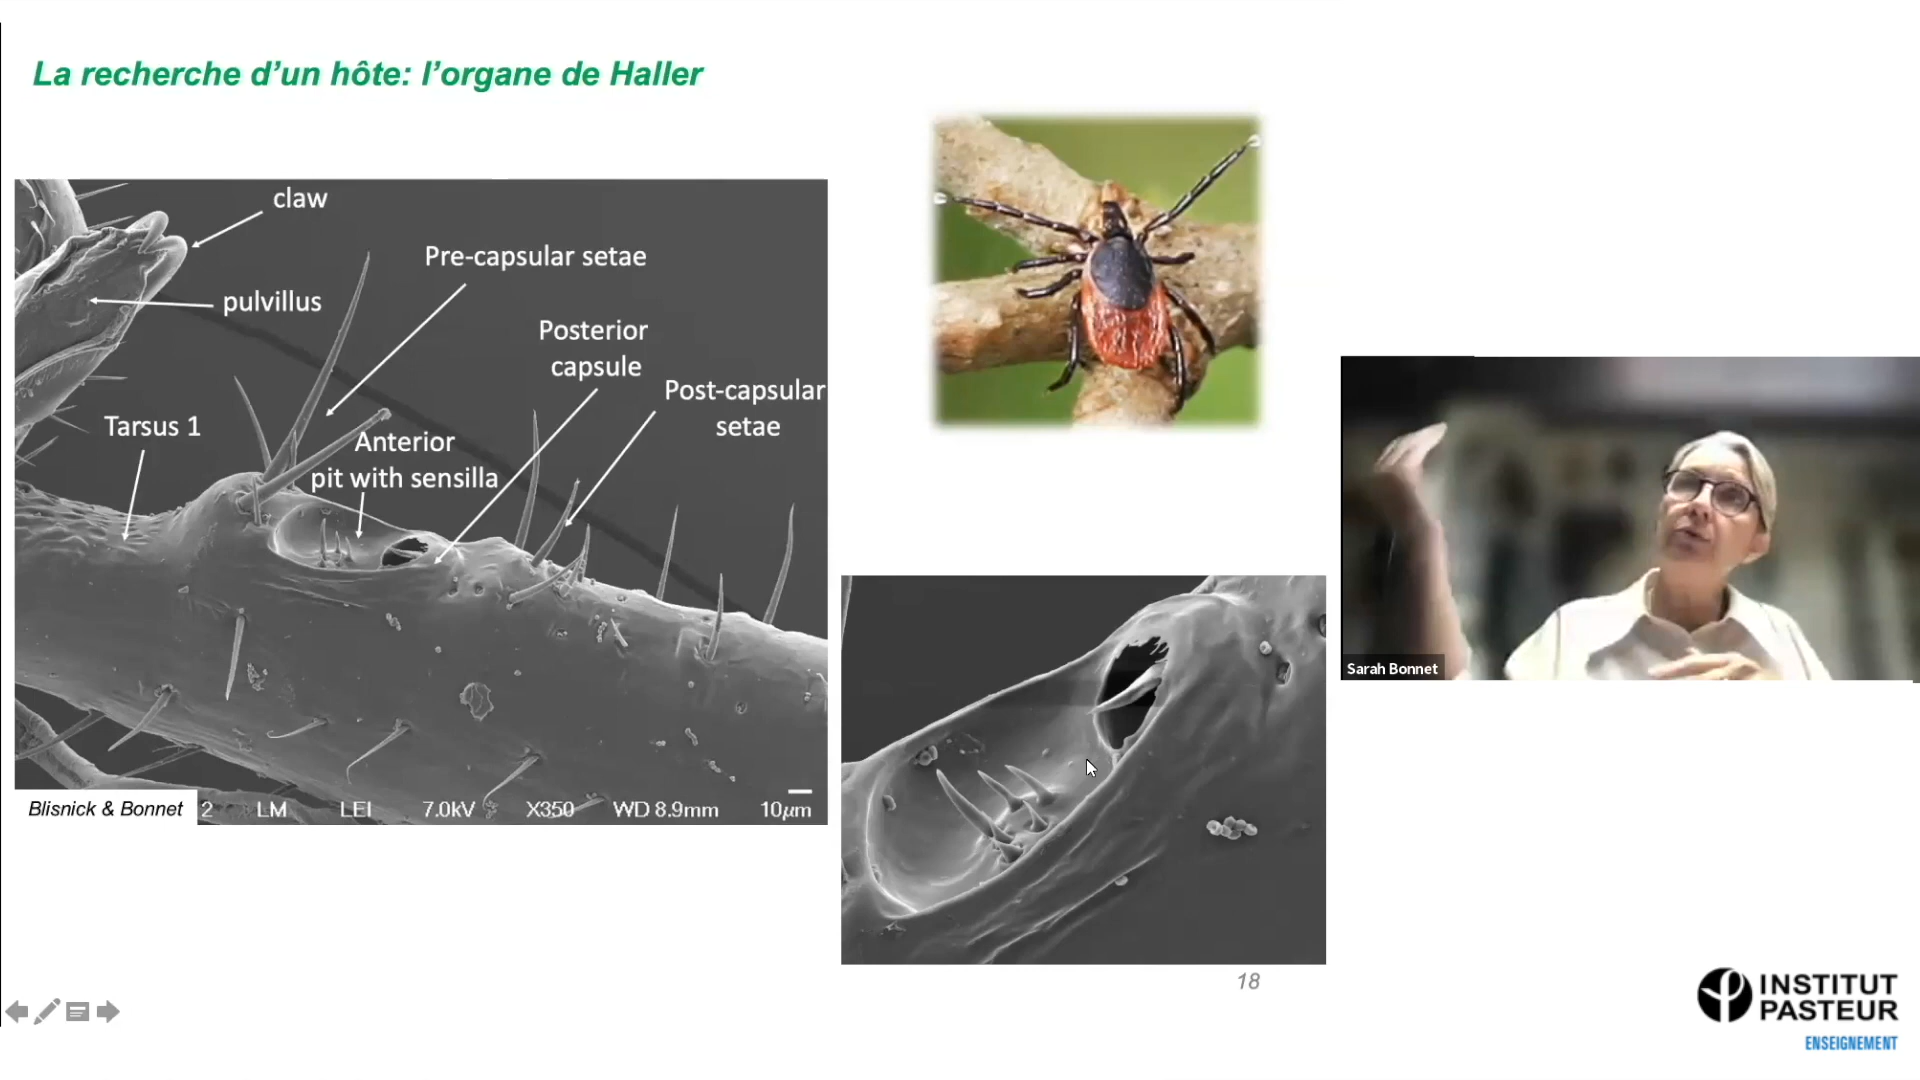 La recherche d’un hôte: l’organe de Haller
claw
Pre-capsular setae
pulvillus
Posterior
capsule
Post-capsular
setae
Tarsus 1
Anterior
pit with sensilla
Blisnick & Bonnet 2 LM LEI 7.0kV X350 WD 8.9mm 10µm
Sarah Bonnet
18
INSTITUT
PASTEUR
ENSEIGNEMENT